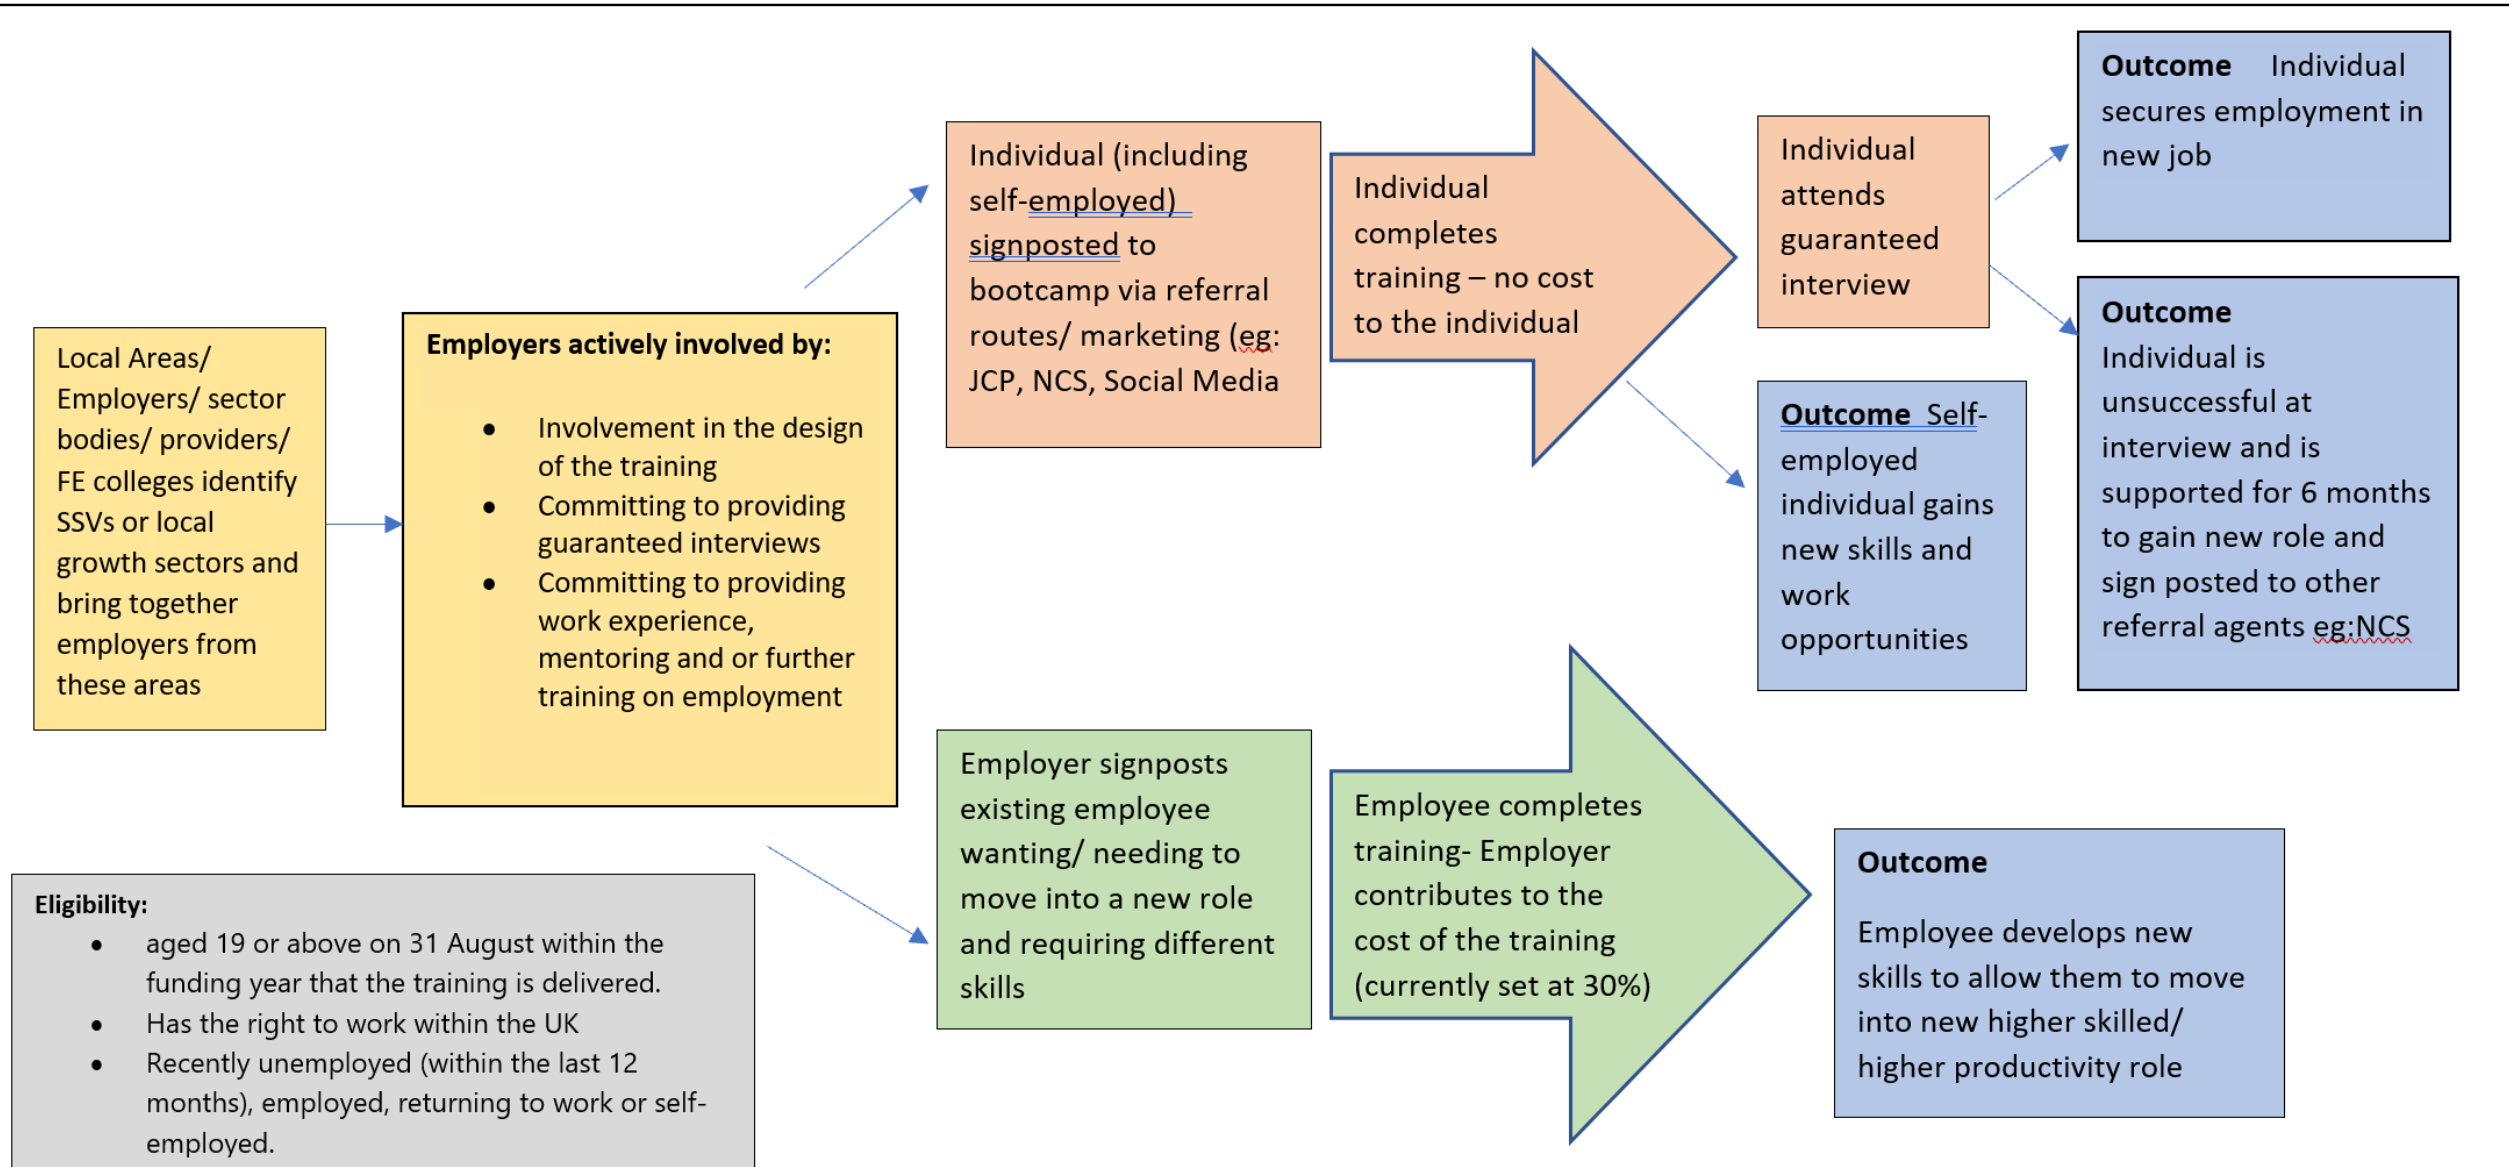 Local Areas/
Employers/ sector
bodies/ providers/
FE colleges identify
SSVs or local
growth sectors and
bring together
employers from
these areas
Employers actively involved by:
● Involvement in the design
of the training
● Committing to providing
guaranteed interviews
● Committing to providing
work experience,
mentoring and or further
training on employment
Individual (including
self-employed)
signposted to
bootcamp via referral
routes/ marketing (eg:
JCP, NCS, Social Media
Individual
completes
training – no cost
to the individual
Individual
attends
guaranteed
interview
Outcome Individual
secures employment in
new job
Outcome
Individual is
unsuccessful at
interview and is
supported for 6 months
to gain new role and
sign posted to other
referral agents eg:NCS
Outcome Self-
employed
individual gains
new skills and
work
opportunities
Employer signposts
existing employee
wanting/ needing to
move into a new role
and requiring different
skills
Employee completes
training- Employer
contributes to the
cost of the training
(currently set at 30%)
Outcome
Employee develops new
skills to allow them to move
into new higher skilled/
higher productivity role
Eligibility:
● aged 19 or above on 31 August within the
funding year that the training is delivered.
● Has the right to work within the UK
● Recently unemployed (within the last 12
months), employed, returning to work or self-
employed.